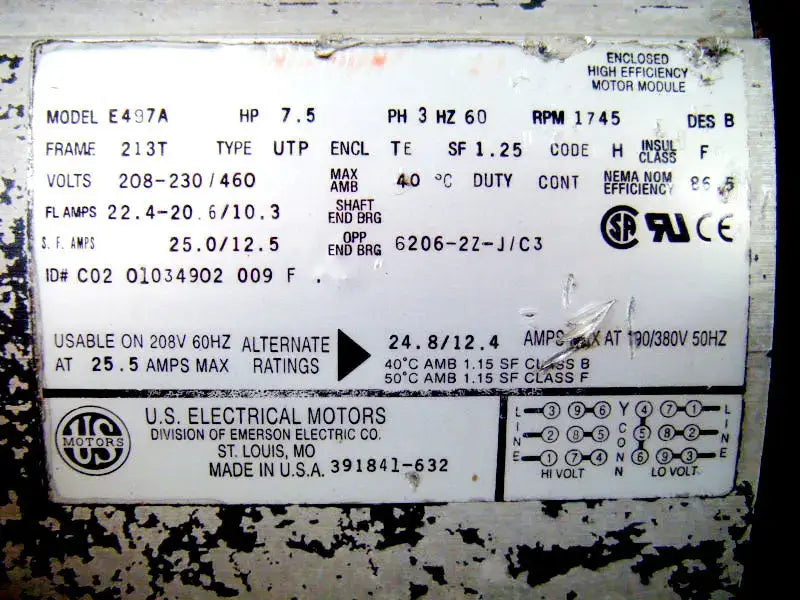 ENCLOSED
HIGH EFFICIENCY
MOTOR MODULE
MODEL E497A HP 7.5 PH 3 HZ 60 RPM 1745 DES B
FRAME 213T TYPE UTP ENCL TE SF 1.25 CODE H INSUL CLASS F
VOLTS 208-230/460 MAX AMB 40 °C DUTY CONT NEMA NOM EFFICIENCY 86.5
FL AMPS 22.4-20.6/10.3 SHAFT END BRG
S.F. AMPS 25.0/12.5 OPP END BRG 6206-2Z-J/C3
SA RU CE
ID# C02 01034902 009 F .
USABLE ON 208V 60HZ
AT 25.5 AMPS MAX
ALTERNATE
RATINGS
24.8/12.4 AMPS MAX AT 190/380V 50HZ
40°C AMB 1.15 SF CLASS B
50°C AMB 1.15 SF CLASS F
US
MOTORS
U.S. ELECTRICAL MOTORS
DIVISION OF EMERSON ELECTRIC CO.
ST. LOUIS, MO
MADE IN U.S.A. 391841-632
L 3 9 6 Y 4 7 1 L
I C I
N 2 8 5 O 5 8 2 N
E N E
1 7 4 N 6 9 3
HI VOLT LO VOLT